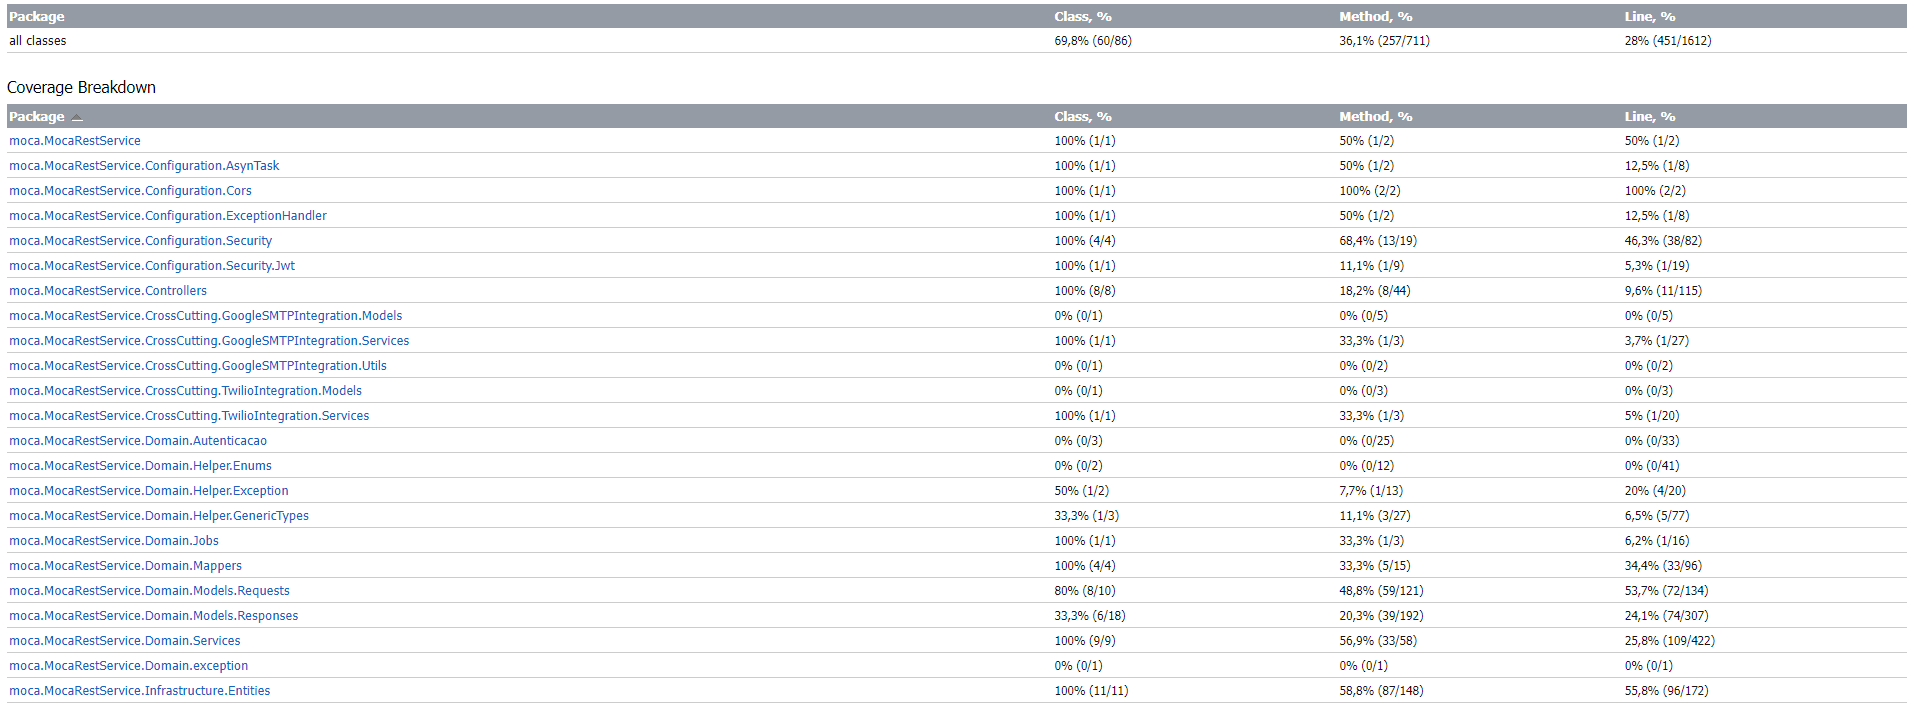 Package Class, % Method, % Line, %
all classes 69,8% (60/86) 36,1% (257/711) 28% (451/1612)
Coverage Breakdown
Package Class, % Method, % Line, %
moca.MocaRestService 100% (1/1) 50% (1/2) 50% (1/2)
moca.MocaRestService.Configuration.AsynTask 100% (1/1) 50% (1/2) 12,5% (1/8)
moca.MocaRestService.Configuration.Cors 100% (1/1) 100% (2/2) 100% (2/2)
moca.MocaRestService.Configuration.ExceptionHandler 100% (1/1) 50% (1/2) 12,5% (1/8)
moca.MocaRestService.Configuration.Security 100% (4/4) 68,4% (13/19) 46,3% (38/82)
moca.MocaRestService.Configuration.Security.Jwt 100% (1/1) 11,1% (1/9) 5,3% (1/19)
moca.MocaRestService.Controllers 100% (8/8) 18,2% (8/44) 9,6% (11/115)
moca.MocaRestService.CrossCutting.GoogleSMTPIntegration.Models 0% (0/1) 0% (0/5) 0% (0/5)
moca.MocaRestService.CrossCutting.GoogleSMTPIntegration.Services 100% (1/1) 33,3% (1/3) 3,7% (1/27)
moca.MocaRestService.CrossCutting.GoogleSMTPIntegration.Utils 0% (0/1) 0% (0/2) 0% (0/2)
moca.MocaRestService.CrossCutting.TwilioIntegration.Models 0% (0/1) 0% (0/3) 0% (0/3)
moca.MocaRestService.CrossCutting.TwilioIntegration.Services 100% (1/1) 33,3% (1/3) 5% (1/20)
moca.MocaRestService.Domain.Autenticacao 0% (0/3) 0% (0/25) 0% (0/33)
moca.MocaRestService.Domain.Helper.Enums 0% (0/2) 0% (0/12) 0% (0/41)
moca.MocaRestService.Domain.Helper.Exception 50% (1/2) 7,7% (1/13) 20% (4/20)
moca.MocaRestService.Domain.Helper.GenericTypes 33,3% (1/3) 11,1% (3/27) 6,5% (5/77)
moca.MocaRestService.Domain.Jobs 100% (1/1) 33,3% (1/3) 6,2% (1/16)
moca.MocaRestService.Domain.Mappers 100% (4/4) 33,3% (5/15) 34,4% (33/96)
moca.MocaRestService.Domain.Models.Requests 80% (8/10) 48,8% (59/121) 53,7% (72/134)
moca.MocaRestService.Domain.Models.Responses 33,3% (6/18) 20,3% (39/192) 24,1% (74/307)
moca.MocaRestService.Domain.Services 100% (9/9) 56,9% (33/58) 25,8% (109/422)
moca.MocaRestService.Domain.exception 0% (0/1) 0% (0/1) 0% (0/1)
moca.MocaRestService.Infrastructure.Entities 100% (11/11) 58,8% (87/148) 55,8% (96/172)